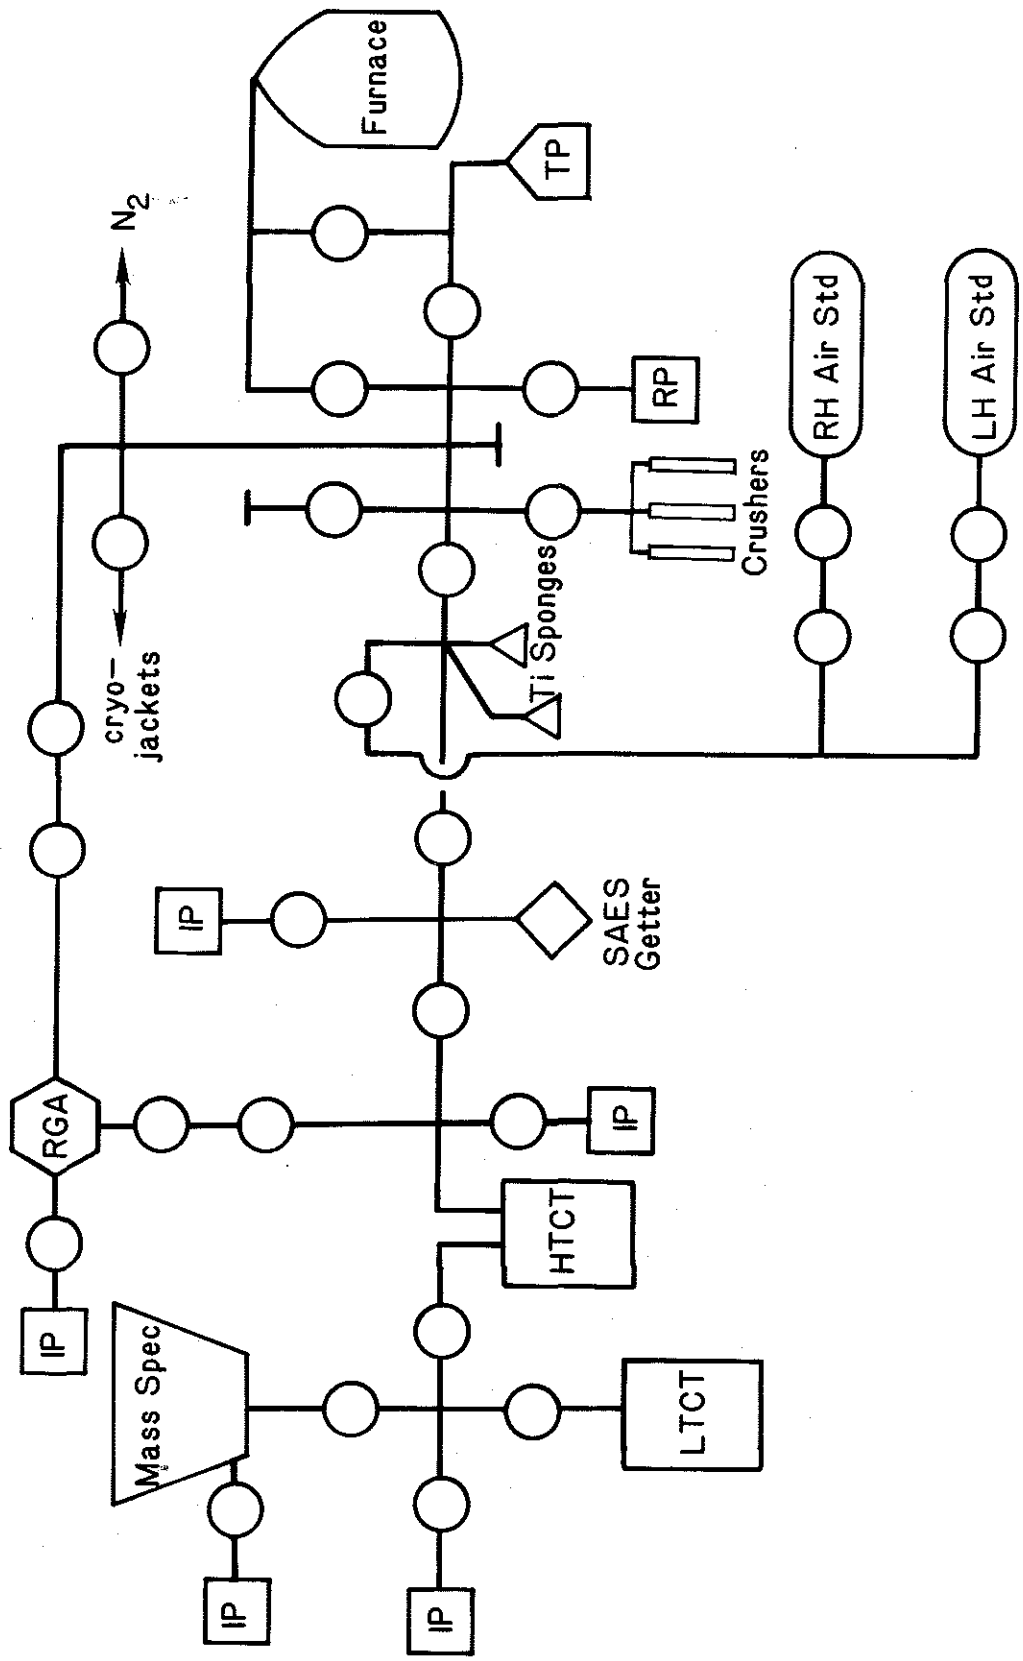 Furnace
N2
TP
RH Air Std
LH Air Std
RP
Crushers
cryo-
jackets
Ti Sponges
IP
SAES
Getter
RGA
IP
HTCT
IP
Mass Spec
LTCT
IP
IP